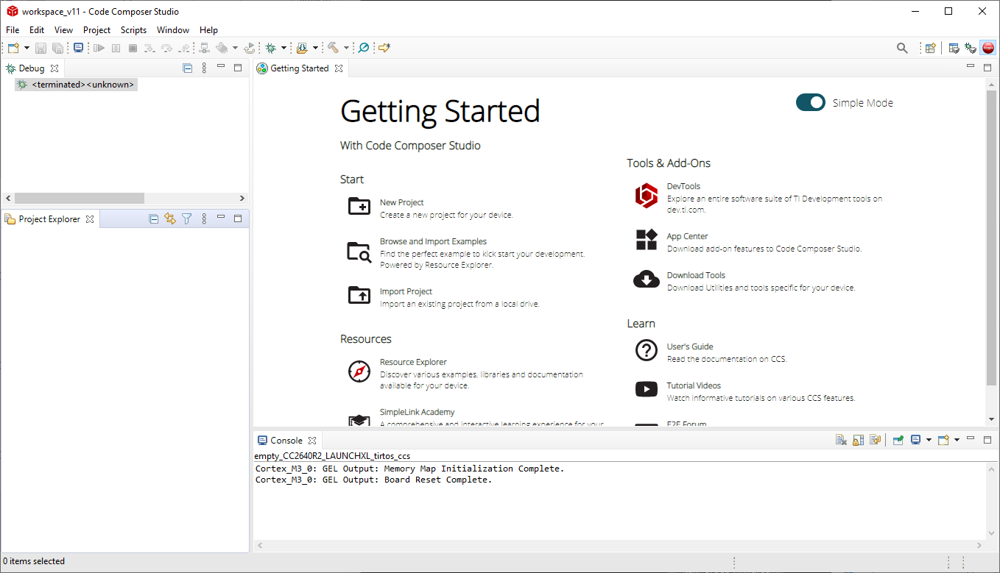 workspace_v11 - Code Composer Studio
File Edit View Project Scripts Window Help
Debug
<terminated><unknown>
Project Explorer
Getting Started
Getting Started
Simple Mode
With Code Composer Studio
Start
New Project
Create a new project for your device.
Browse and Import Examples
Find the perfect example to kick start your development.
Powered by Resource Explorer.
Import Project
Import an existing project from a local drive.
Resources
Resource Explorer
Discover various examples, libraries and documentation
available for your device.
SimpleLink Academy
A comprehensive and interactive learning experience for your
Tools & Add-Ons
DevTools
Explore an entire software suite of TI Development tools on
dev.ti.com.
App Center
Download add-on features to Code Composer Studio.
Download Tools
Download Utilities and tools specific for your device.
Learn
User's Guide
Read the documentation on CCS.
Tutorial Videos
Watch informative tutorials on various CCS features.
E2E Forum
Console
empty_CC2640R2_LAUNCHXL_tirtos_ccs
Cortex_M3_0: GEL Output: Memory Map Initialization Complete.
Cortex_M3_0: GEL Output: Board Reset Complete.
0 items selected